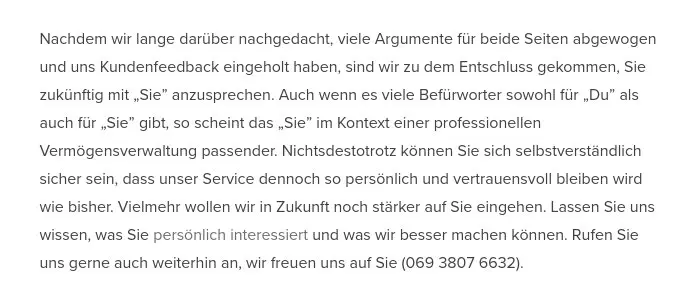 Nachdem wir lange darüber nachgedacht, viele Argumente für beide Seiten abgewogen
und uns Kundenfeedback eingeholt haben, sind wir zu dem Entschluss gekommen, Sie
zukünftig mit „Sie” anzusprechen. Auch wenn es viele Befürworter sowohl für „Du” als
auch für „Sie” gibt, so scheint das „Sie” im Kontext einer professionellen
Vermögensverwaltung passender. Nichtsdestotrotz können Sie sich selbstverständlich
sicher sein, dass unser Service dennoch so persönlich und vertrauensvoll bleiben wird
wie bisher. Vielmehr wollen wir in Zukunft noch stärker auf Sie eingehen. Lassen Sie uns
wissen, was Sie persönlich interessiert und was wir besser machen können. Rufen Sie
uns gerne auch weiterhin an, wir freuen uns auf Sie (069 3807 6632).